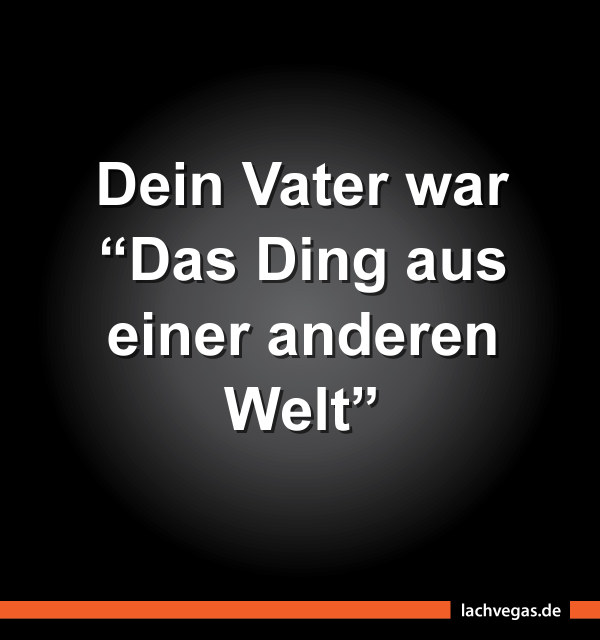 Dein Vater war
“Das Ding aus
einer anderen
Welt”
lachvegas.de